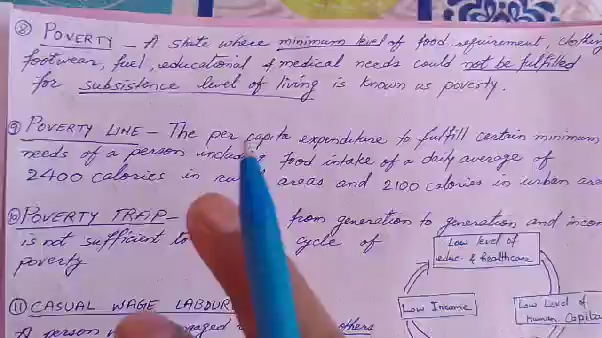 ⑧ POVERTY - A state where minimum level of food requirement, clothing
footwear, fuel, educational & medical needs could not be fulfilled
for subsistence level of living is known as poverty.
⑨ POVERTY LINE - The per capita expenditure to fulfill certain minimum
needs of a person food intake of a daily average of
2400 calories in areas and 2100 calories in urban
⑩ POVERTY TRAP- from generation to generation and
is not sufficient to cycle of
poverty
Low level of
educ. & healthcare
Low Income
Low Level of
Human Capital
⑪ CASUAL WAGE LABOUR
A person others